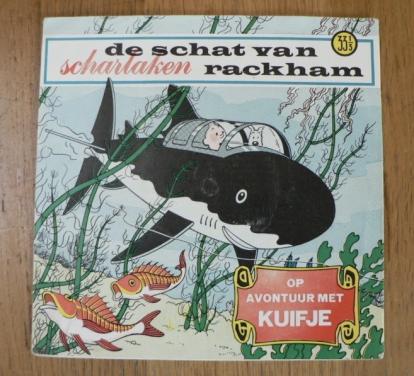 de schat van
scharlaken rackham
33⅓
OP
AVONTUUR MET
KUIFJE